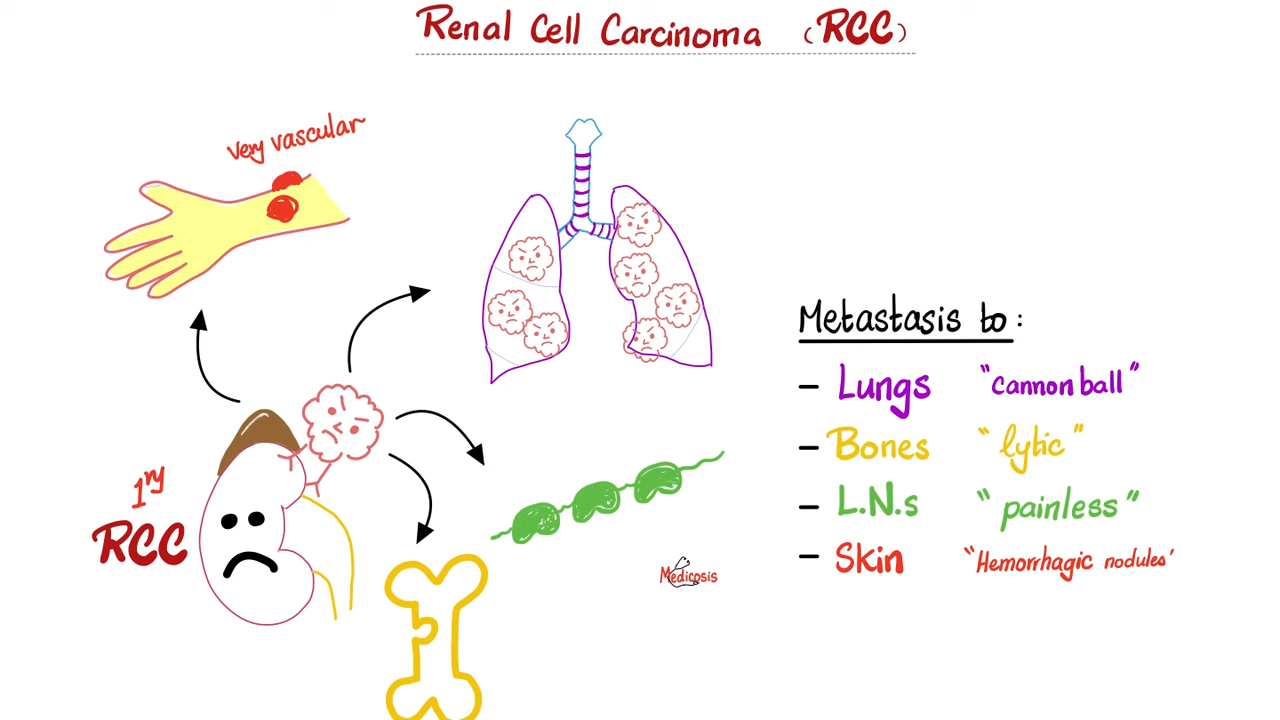 Renal Cell Carcinoma (RCC)
very vascular
1ry
RCC
Metastasis to:
- Lungs "cannon ball"
- Bones "lytic"
- L.N.s "painless"
- Skin "Hemorrhagic nodules'
Medicosis